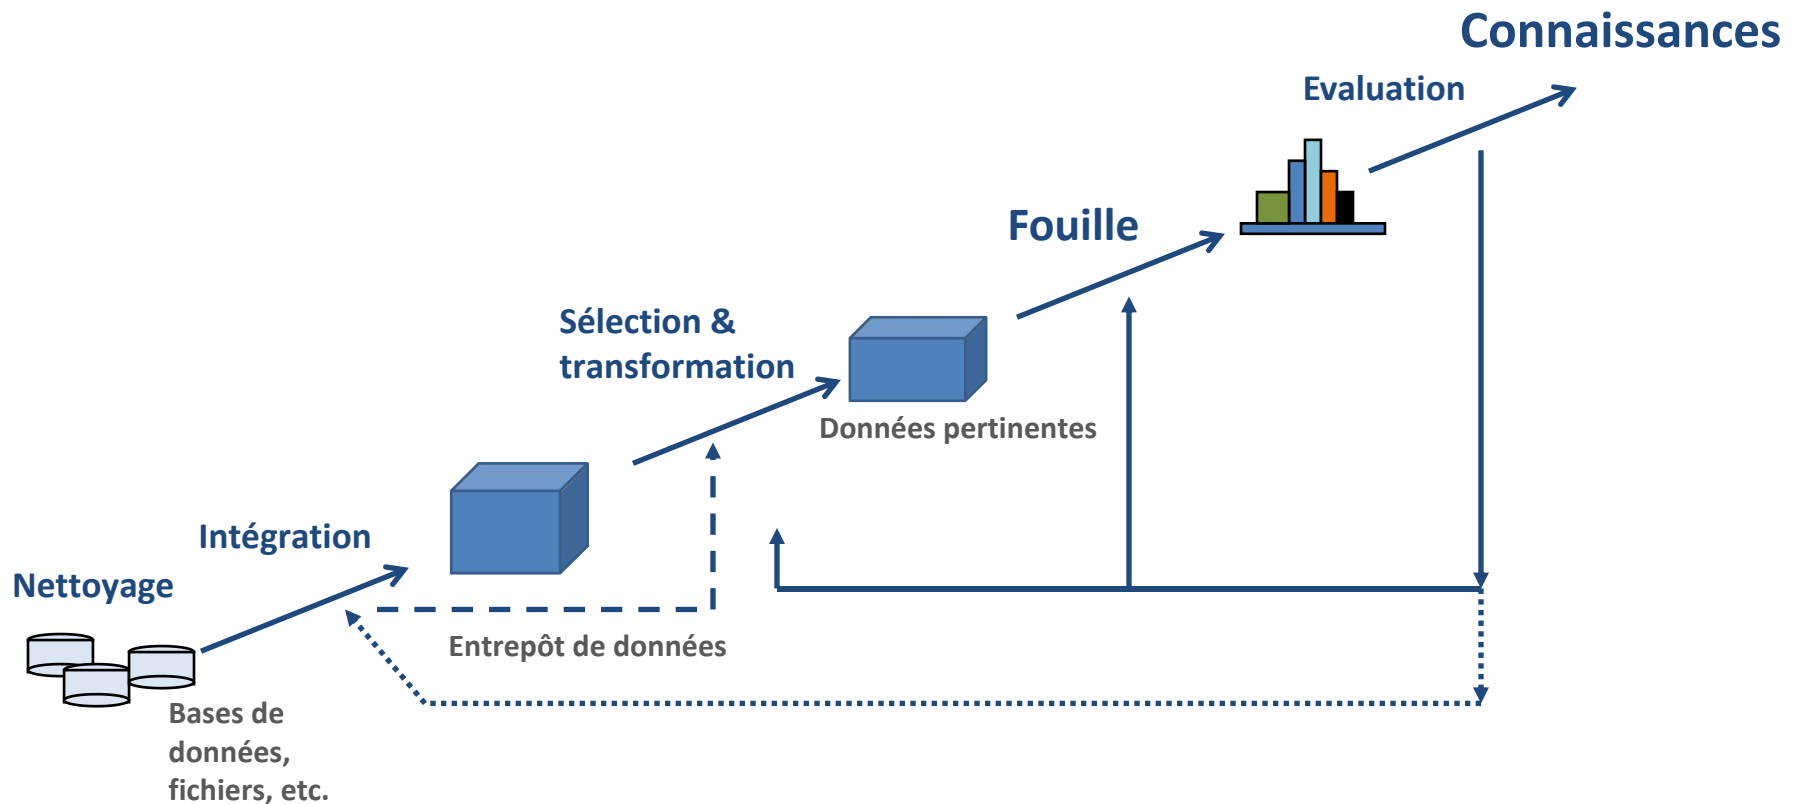 Connaissances
Evaluation
Fouille
Sélection &
transformation
Données pertinentes
Intégration
Nettoyage
Entrepôt de données
Bases de
données,
fichiers, etc.